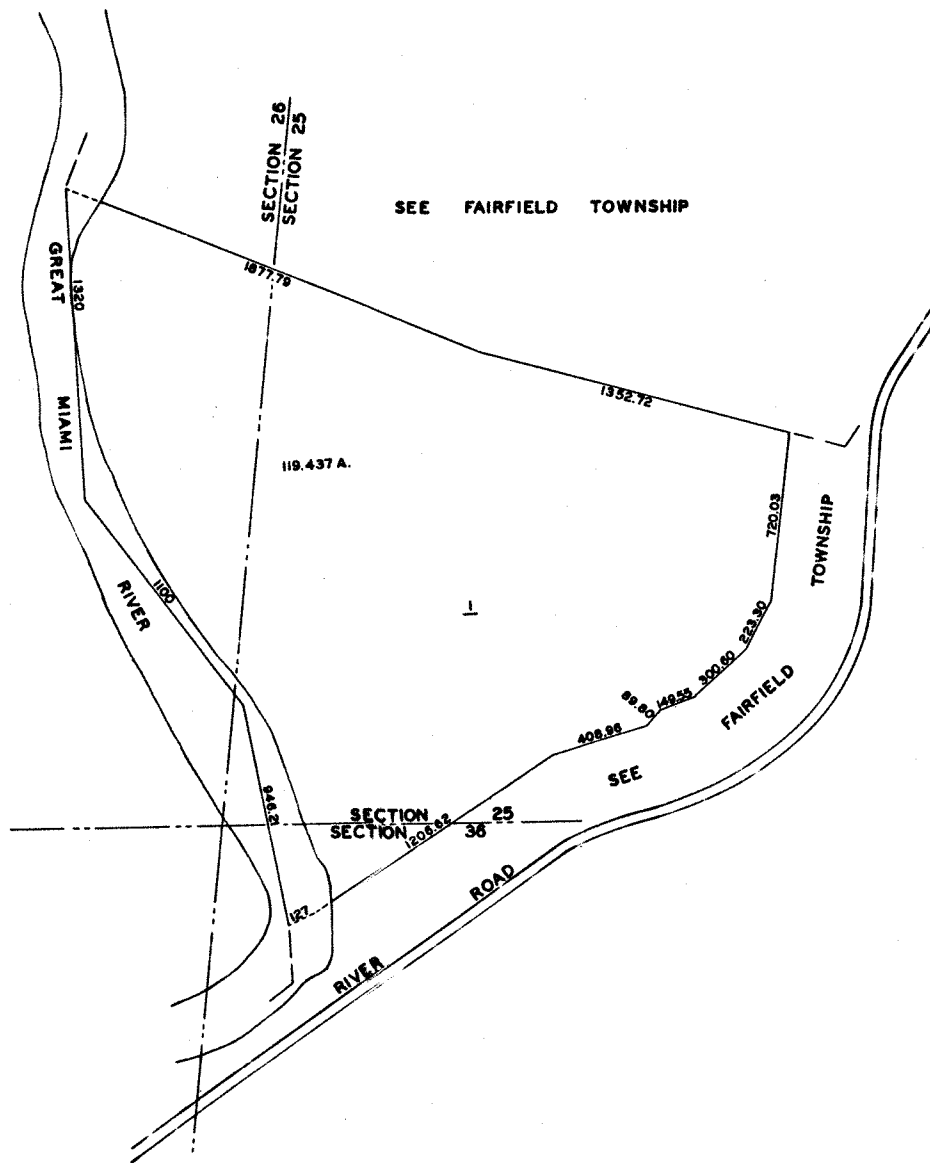 SECTION 26
SECTION 25
SEE FAIRFIELD TOWNSHIP
GREAT
MIAMI
RIVER
1320
1877.79
1352.72
119.437 A.
720.03
TOWNSHIP
1100
1
223.30
300.60
149.55
89.80
FAIRFIELD
408.96
SEE
946.21
SECTION 25
SECTION 36
1206.62
127
ROAD
RIVER